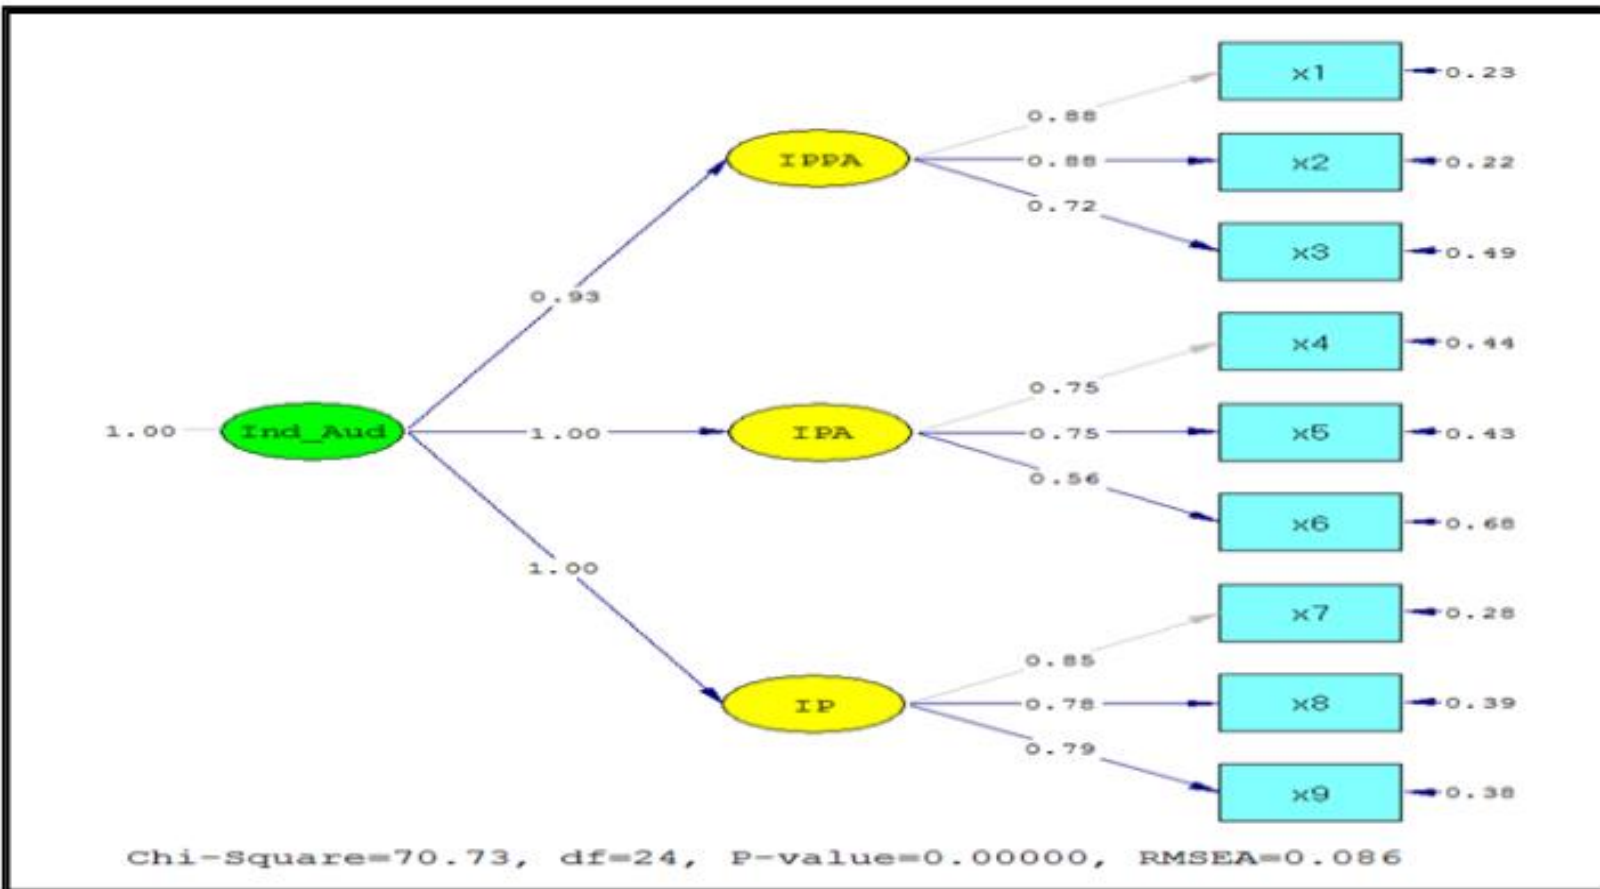 x1
0.23
0.88
IPPA
0.88
x2
0.22
0.72
x3
0.49
0.93
x4
0.44
0.75
1.00
Ind_Aud
1.00
IPA
0.75
x5
0.43
0.56
x6
0.68
1.00
x7
0.28
0.85
IP
0.78
x8
0.39
0.79
x9
0.38
Chi-Square=70.73, df=24, P-value=0.00000, RMSEA=0.086